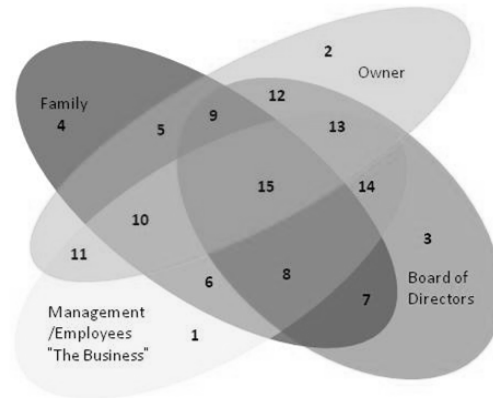 2
Owner
Family
12
4
5
9
13
15
14
10
11
3
6
8
Board of
Directors
7
Management
/Employees
"The Business"
1